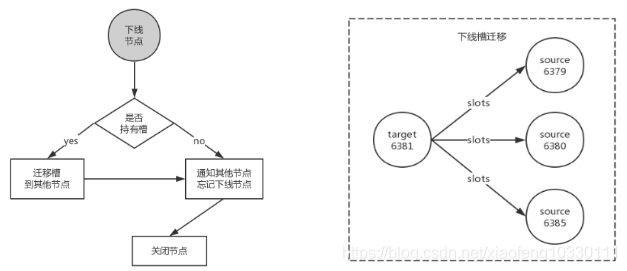 下线
节点
是否
持有槽
yes
no
迁移槽
到其他节点
通知其他节点
忘记下线节点
关闭节点
下线槽迁移
source
6379
slots
target
6381
slots
source
6380
slots
source
6385
https://blog.csdn.net/xiaofeng10330111